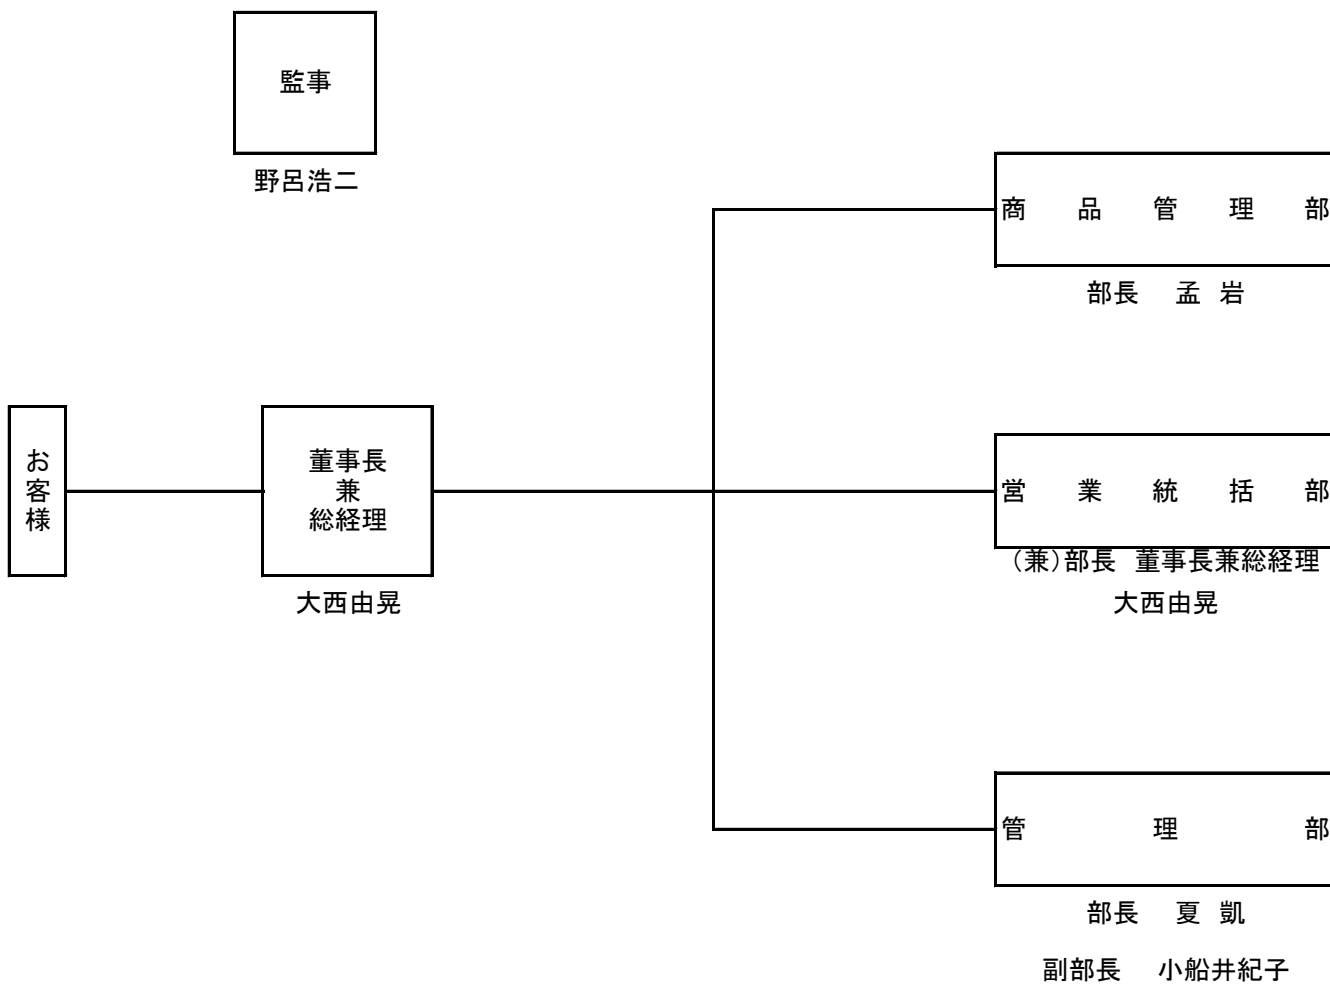 監事
野呂浩二
商品管理部
部長 孟 岩
お客様
董事長
兼
総経理
大西由晃
営業統括部
（兼）部長 董事長兼総経理
大西由晃
管理部
部長 夏 凱
副部長 小船井紀子